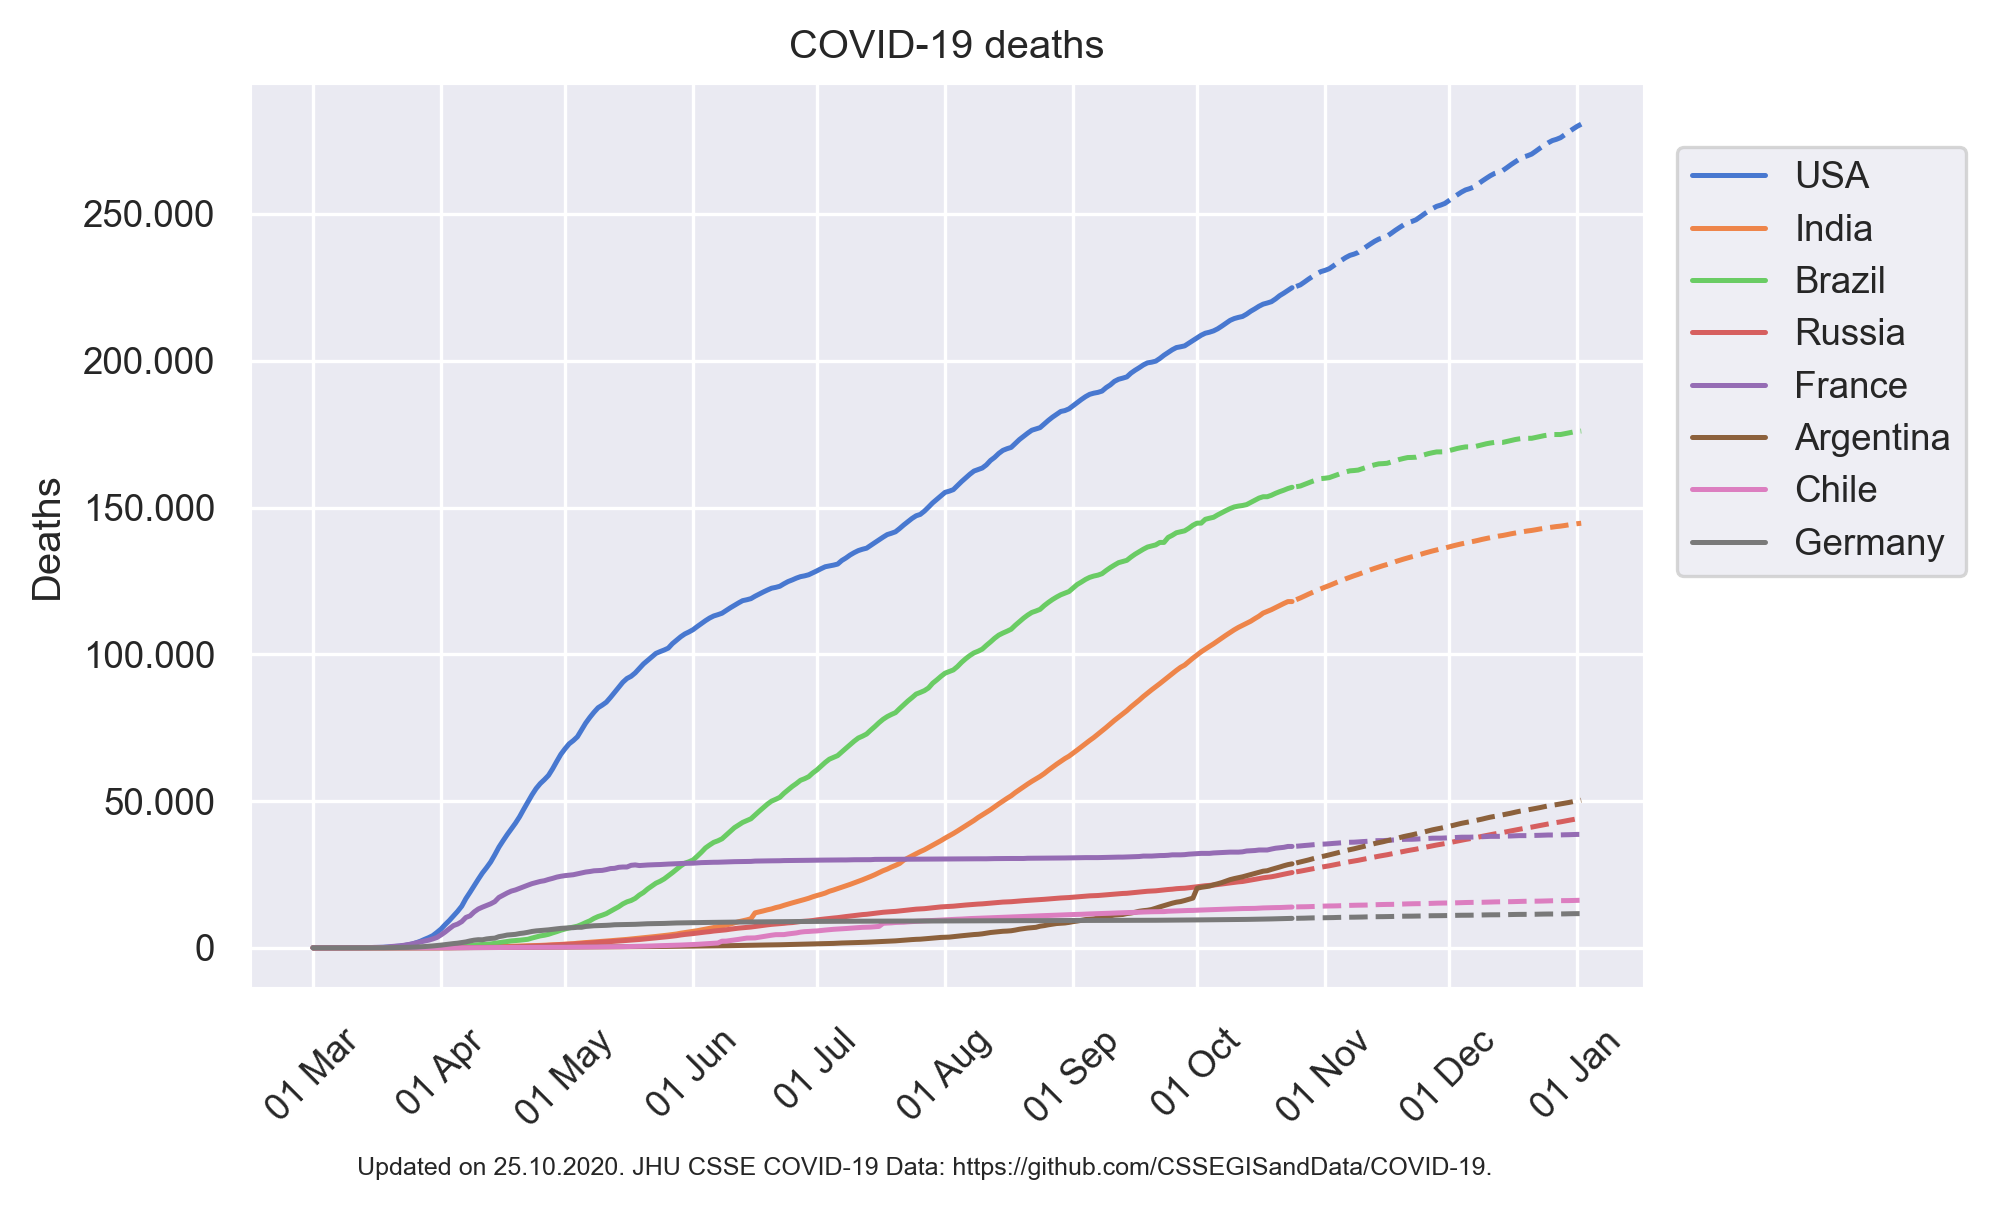 COVID-19 deaths
250.000
200.000
150.000
100.000
50.000
0
Deaths
01 Mar
01 Apr
01 May
01 Jun
01 Jul
01 Aug
01 Sep
01 Oct
01 Nov
01 Dec
01 Jan
USA
India
Brazil
Russia
France
Argentina
Chile
Germany
Updated on 25.10.2020. JHU CSSE COVID-19 Data: https://github.com/CSSEGISandData/COVID-19.